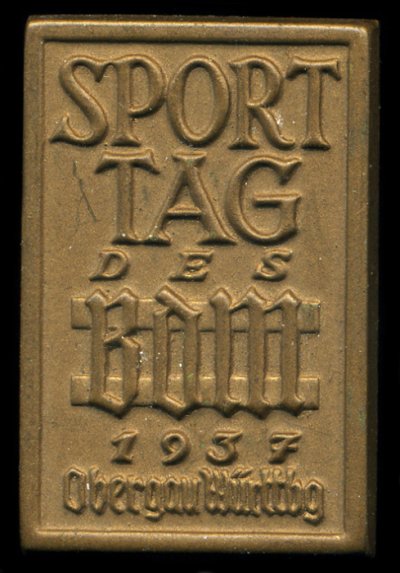 SPORT
TAG
DES
BdM
1937
Obergau Württbg